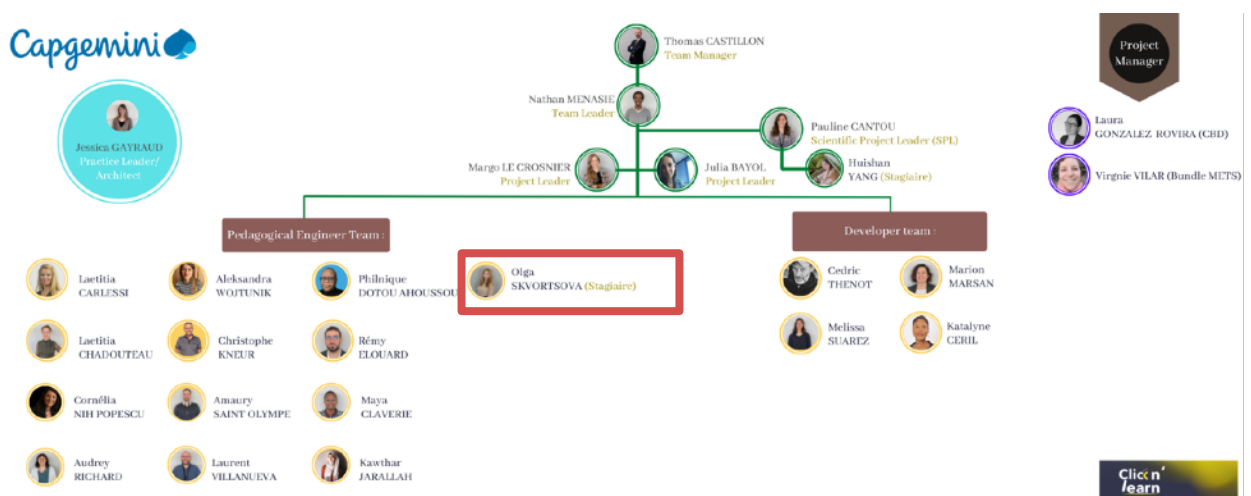 Capgemini
Thomas CASTILLON
Team Manager
Project
Manager
Nathan MENASIE
Team Leader
Jessica GAYRAUD
Practice Leader/
Architect
Pauline CANTOU
Scientific Project Leader (SPL)
Laura
GONZALEZ ROVIRA (CBD)
Margo LE CROSNIER
Project Leader
Julia BAYOL
Project Leader
Huishan
YANG (Stagiaire)
Virgnie VILAR (Bundle METS)
Pedagogical Engineer Team :
Developer team :
Laetitia
CARLESSI
Aleksandra
WOJTUNIK
Philnique
DOTOU AHOUSSOU
Olga
SKVORTSOVA (Stagiaire)
Cedric
THENOT
Marion
MARSAN
Laetitia
CHADOUTEAU
Christophe
KNEUR
Rémy
ELOUARD
Melissa
SUAREZ
Katalyne
CERIL
Cornélia
NIH POPESCU
Amaury
SAINT OLYMPE
Maya
CLAVERIE
Audrey
RICHARD
Laurent
VILLANUEVA
Kawthar
JARALLAH
Click n'
learn